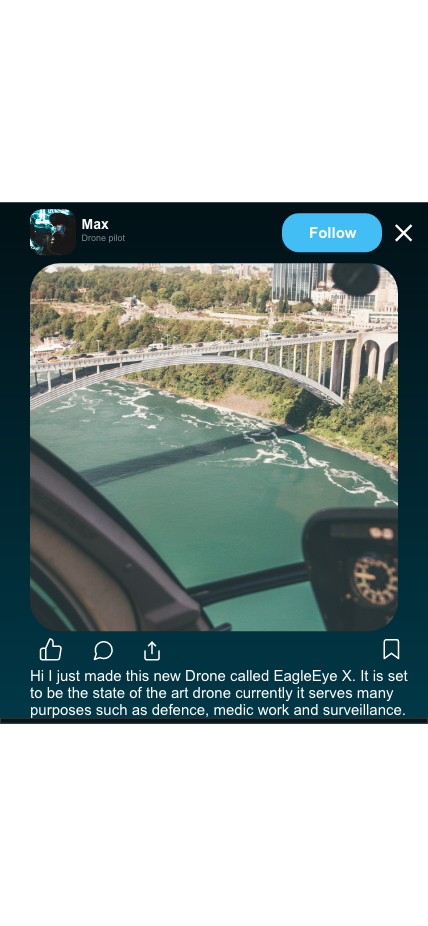 Max
Drone pilot
Follow
Hi I just made this new Drone called EagleEye X. It is set
to be the state of the art drone currently it serves many
purposes such as defence, medic work and surveillance.